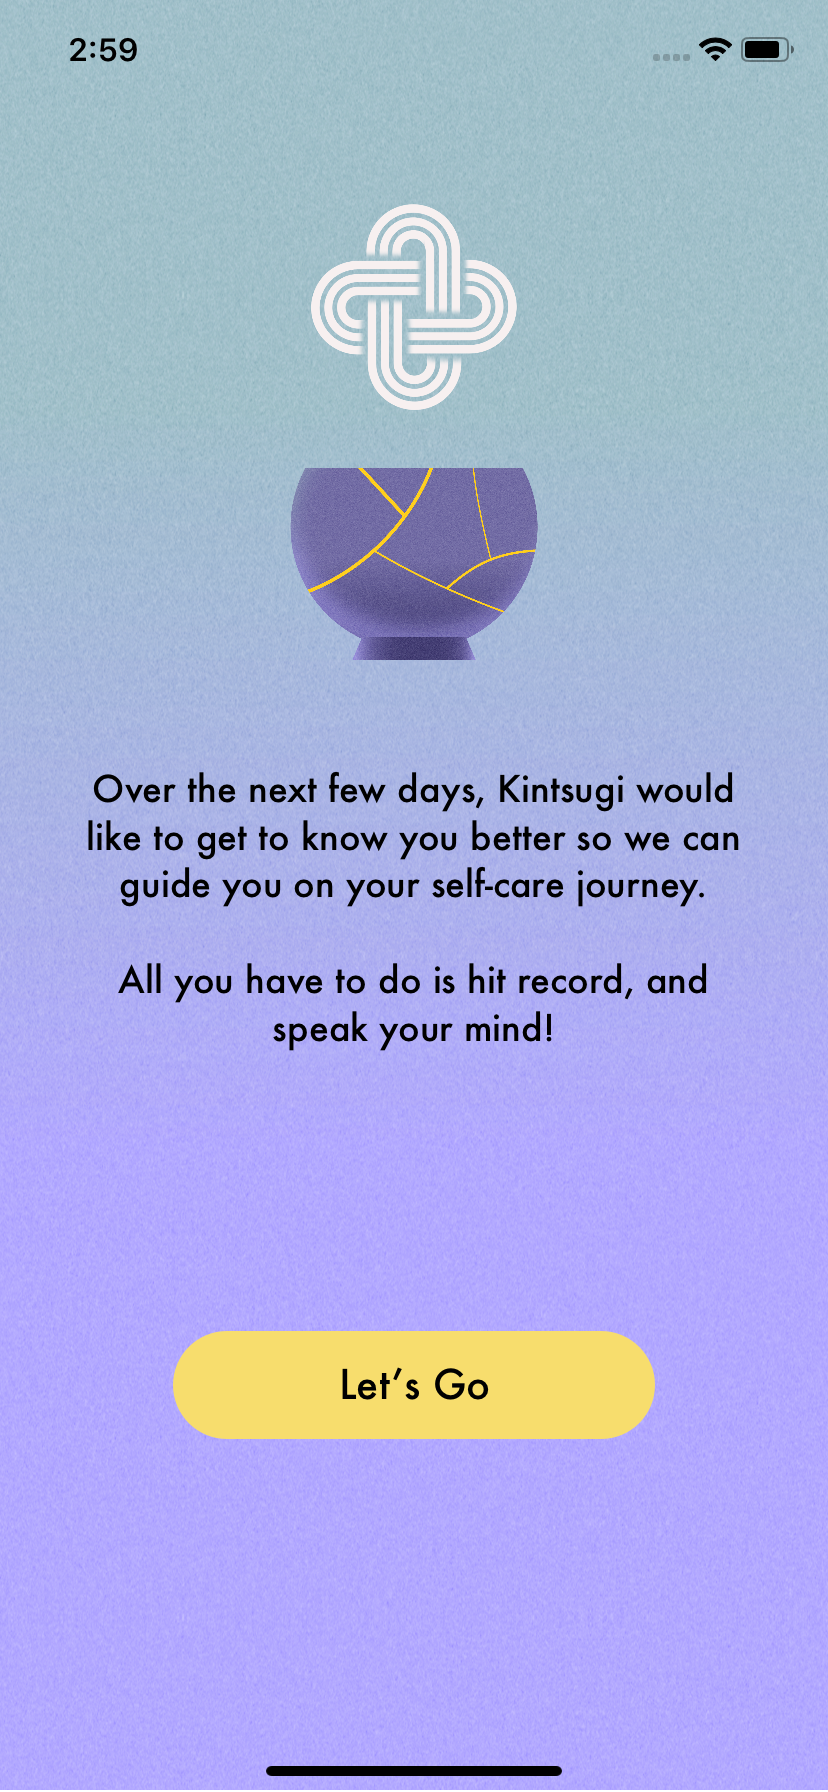 2:59
Over the next few days, Kintsugi would
like to get to know you better so we can
guide you on your self-care journey.
All you have to do is hit record, and
speak your mind!
Let’s Go